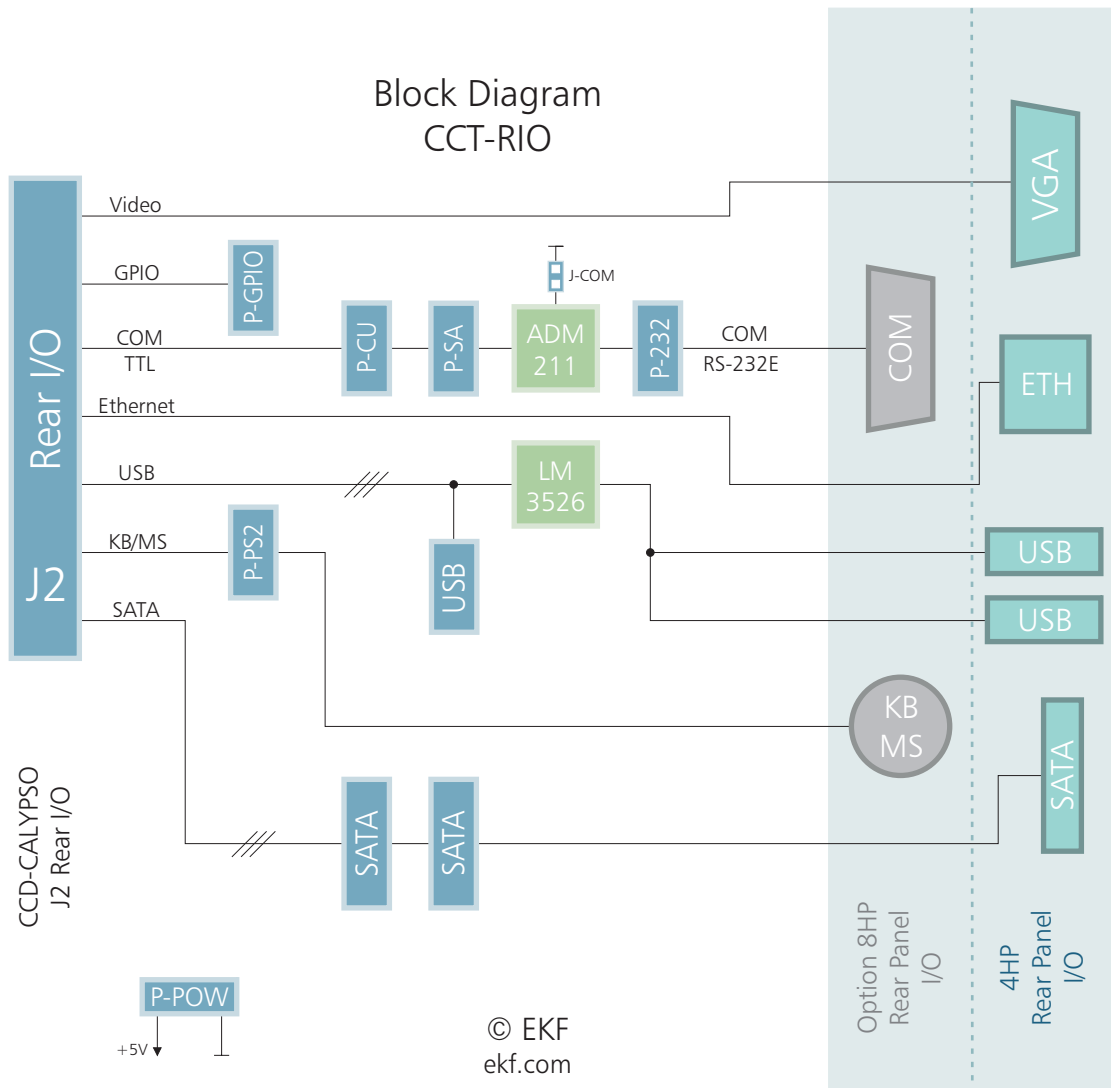 Block Diagram
CCT-RIO
Rear I/O
J2
Video
GPIO
P-GPIO
COM
TTL
P-CU
P-SA
J-COM
ADM
211
P-232
COM
RS-232E
COM
VGA
Ethernet
ETH
USB
USB
LM
3526
USB
USB
KB/MS
P-PS2
KB
MS
SATA
SATA
SATA
SATA
CCD-CALYPSO
J2 Rear I/O
Option 8HP
Rear Panel
I/O
4HP
Rear Panel
I/O
P-POW
+5V
© EKF
ekf.com